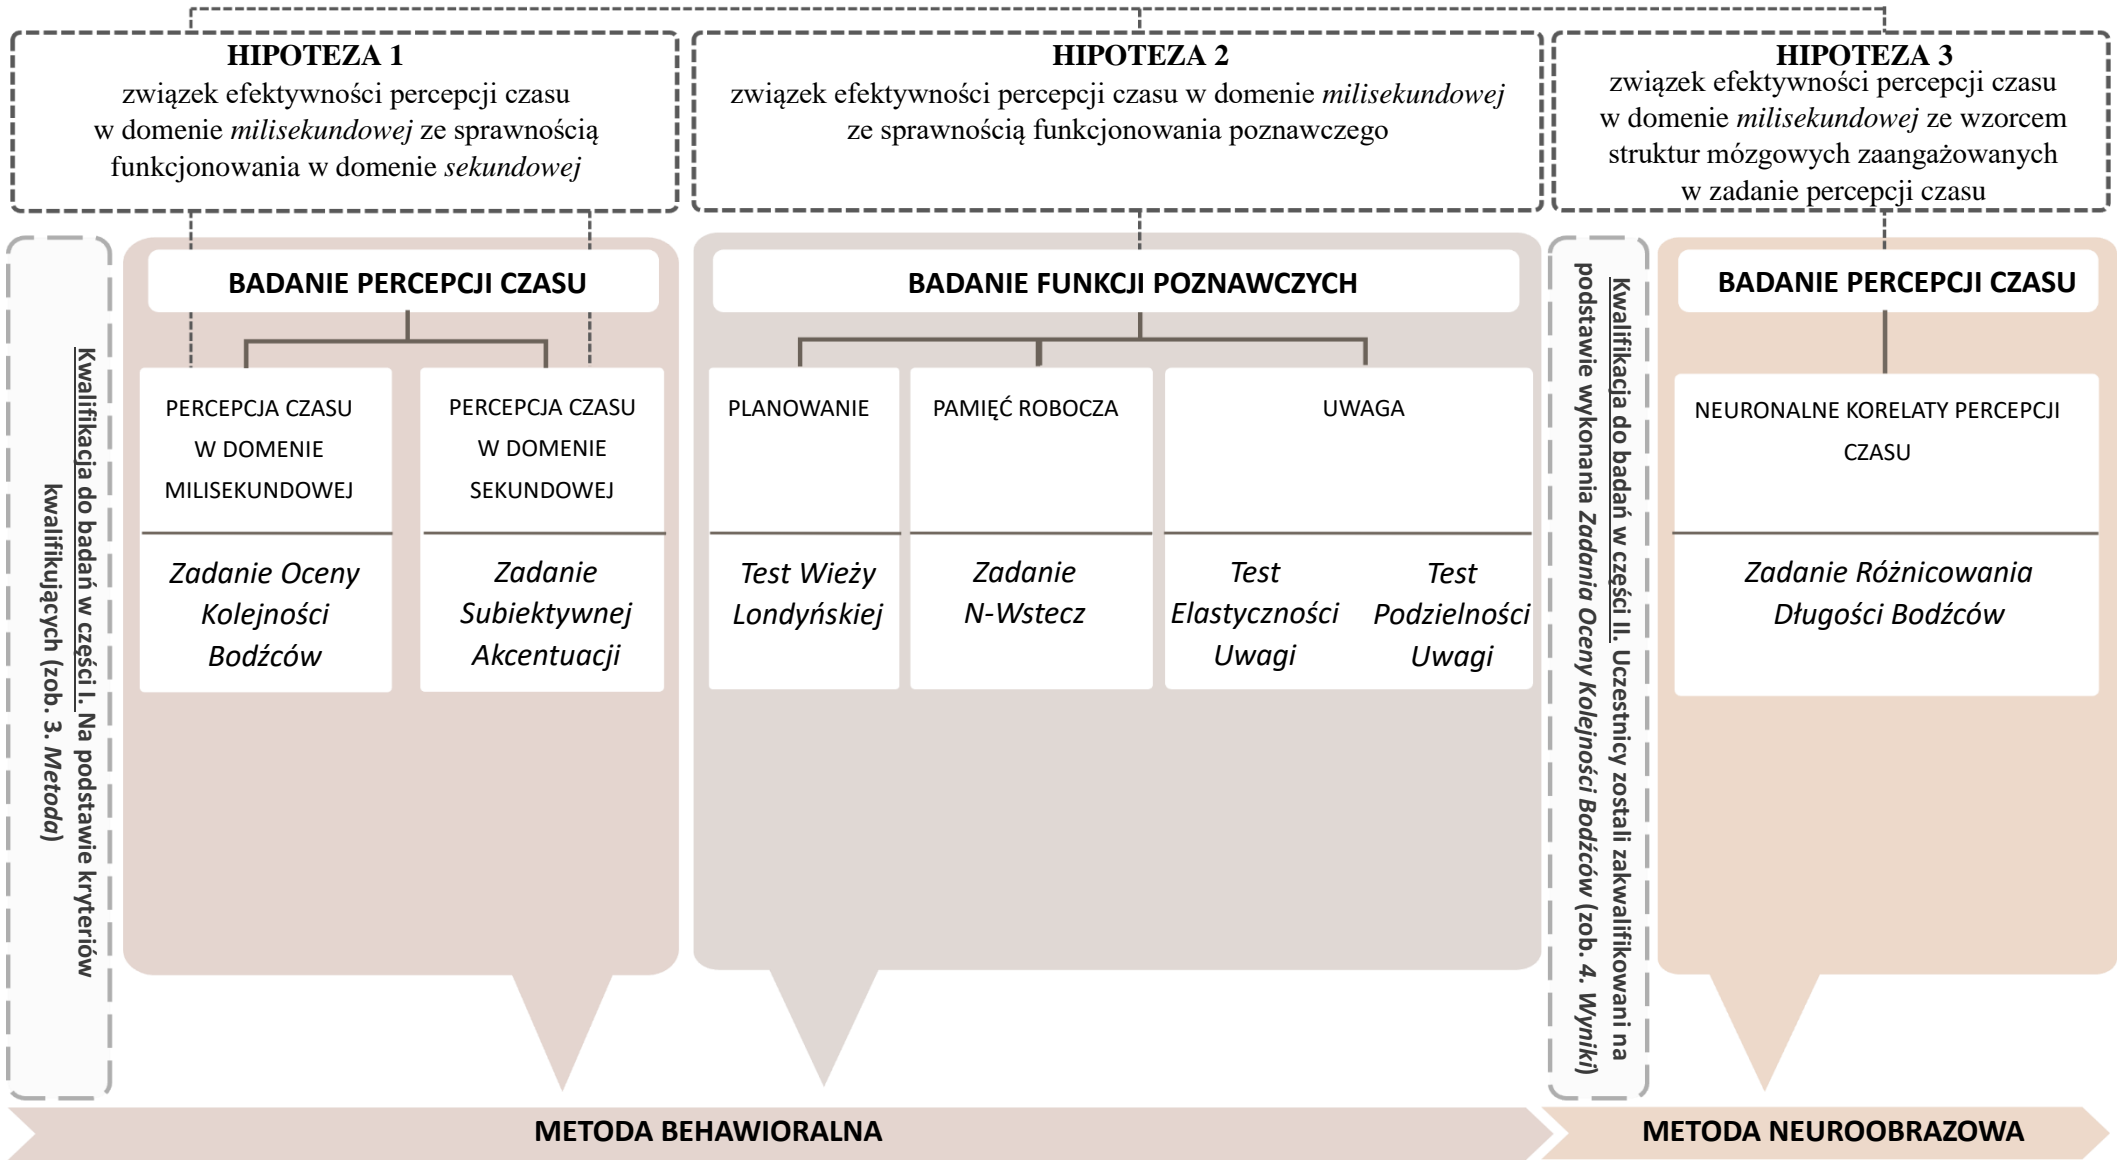 HIPOTEZA 1
związek efektywności percepcji czasu
w domenie milisekundowej ze sprawnością
funkcjonowania w domenie sekundowej
HIPOTEZA 2
związek efektywności percepcji czasu w domenie milisekundowej
ze sprawnością funkcjonowania poznawczego
HIPOTEZA 3
związek efektywności percepcji czasu
w domenie milisekundowej ze wzorcem
struktur mózgowych zaangażowanych
w zadanie percepcji czasu
Kwalifikacja do badań w części I. Na podstawie kryteriów
kwalifikujących (zob. 3. Metoda)
BADANIE PERCEPCJI CZASU
PERCEPCJA CZASU
W DOMENIE
MILISEKUNDOWEJ
Zadanie Oceny
Kolejności
Bodźców
PERCEPCJA CZASU
W DOMENIE
SEKUNDOWEJ
Zadanie
Subiektywnej
Akcentuacji
BADANIE FUNKCJI POZNAWCZYCH
PLANOWANIE
Test Wieży
Londyńskiej
PAMIĘĆ ROBOCZA
Zadanie
N-Wstecz
UWAGA
Test
Elastyczności
Uwagi
Test
Podzielności
Uwagi
Kwalifikacja do badań w części II. Uczestnicy zostali zakwalifikowani na
podstawie wykonania Zadania Oceny Kolejności Bodźców (zob. 4. Wyniki)
BADANIE PERCEPCJI CZASU
NEURONALNE KORELATY PERCEPCJI
CZASU
Zadanie Różnicowania
Długości Bodźców
METODA BEHAWIORALNA
METODA NEUROOBRAZOWA